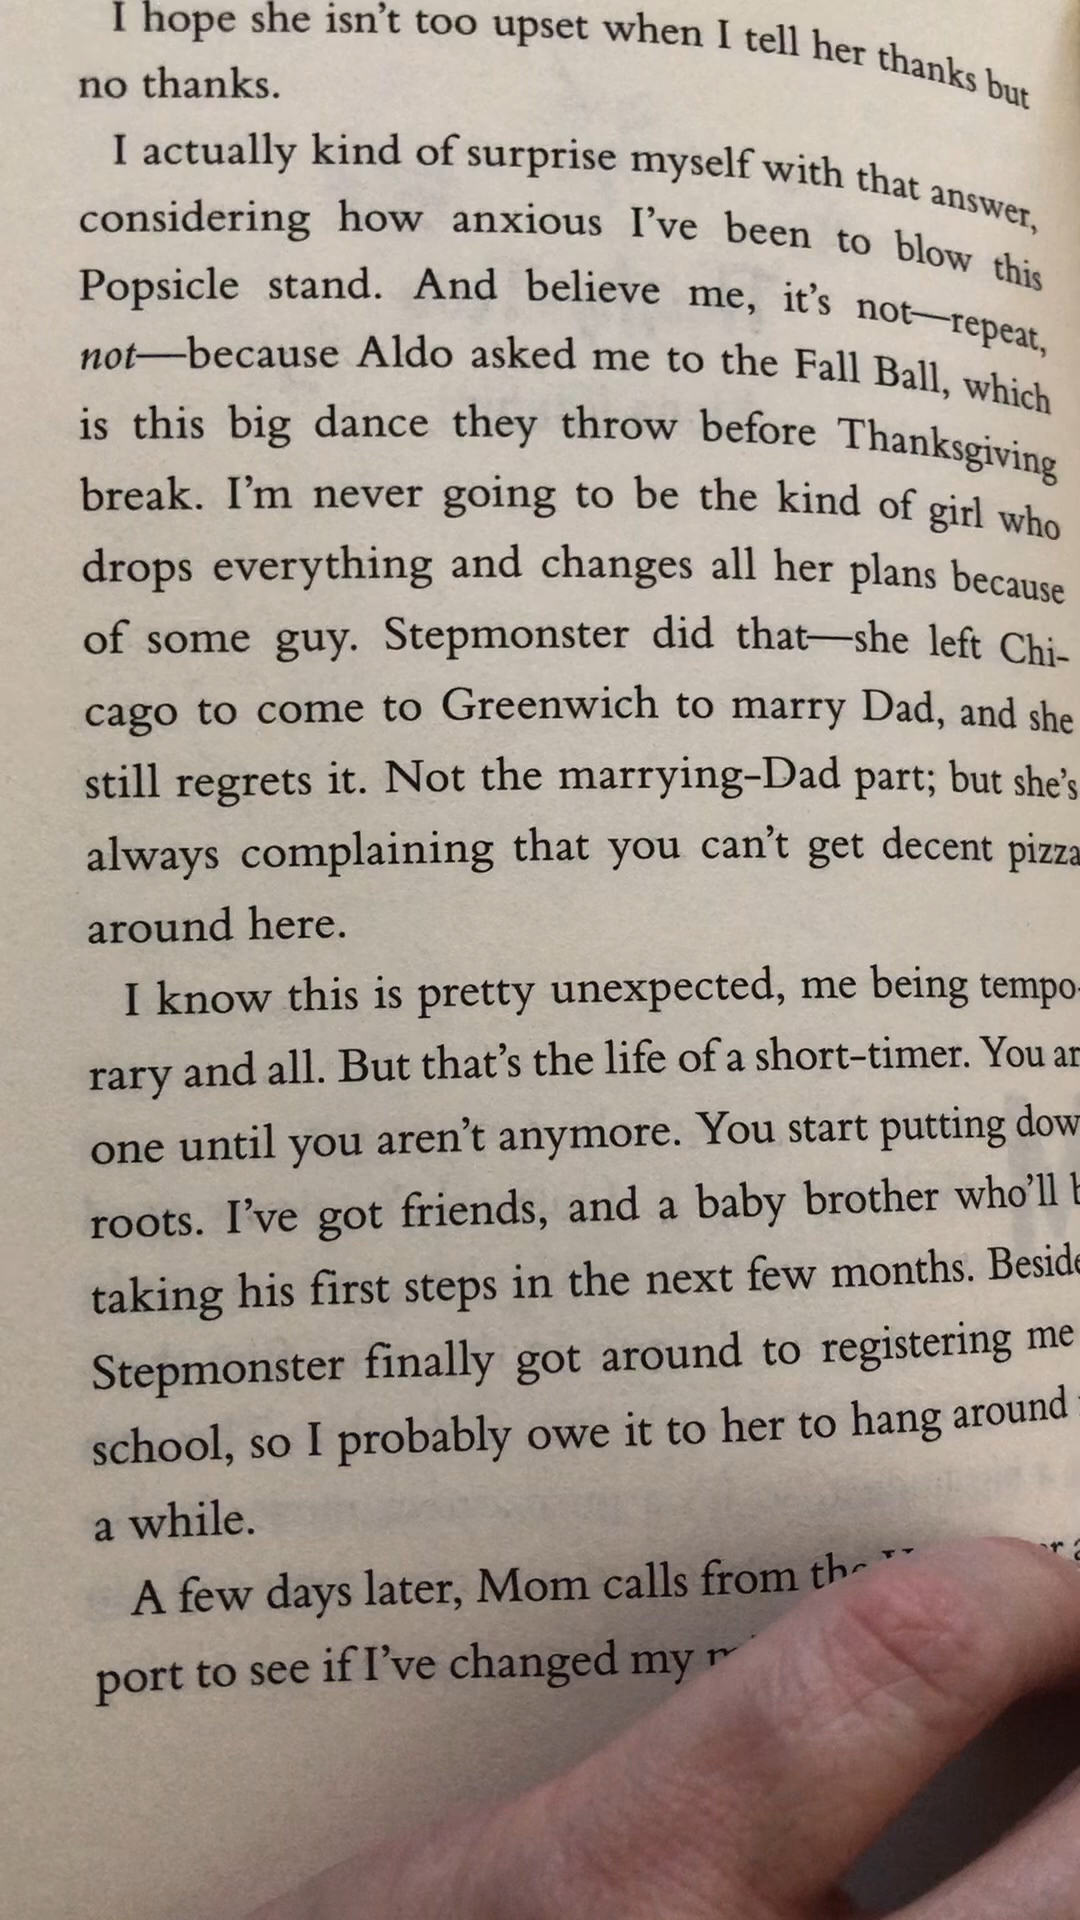 I hope she isn't too upset when I tell her thanks but
no thanks.
I actually kind of surprise myself with that answer,
considering how anxious I've been to blow this
Popsicle stand. And believe me, it's not—repeat,
not—because Aldo asked me to the Fall Ball, which
is this big dance they throw before Thanksgiving
break. I'm never going to be the kind of girl who
drops everything and changes all her plans because
of some guy. Stepmonster did that—she left Chi-
cago to come to Greenwich to marry Dad, and she
still regrets it. Not the marrying-Dad part; but she's
always complaining that you can't get decent pizza
around here.
I know this is pretty unexpected, me being tempo-
rary and all. But that's the life of a short-timer. You
one until you aren't anymore. You start putting
roots. I've got friends, and a baby brother who'll
taking his first steps in the next few months.
Stepmonster finally got around to registering me
school, so I probably owe it to her to hang around
a while.
A few days later, Mom calls from
port to see if I've changed my